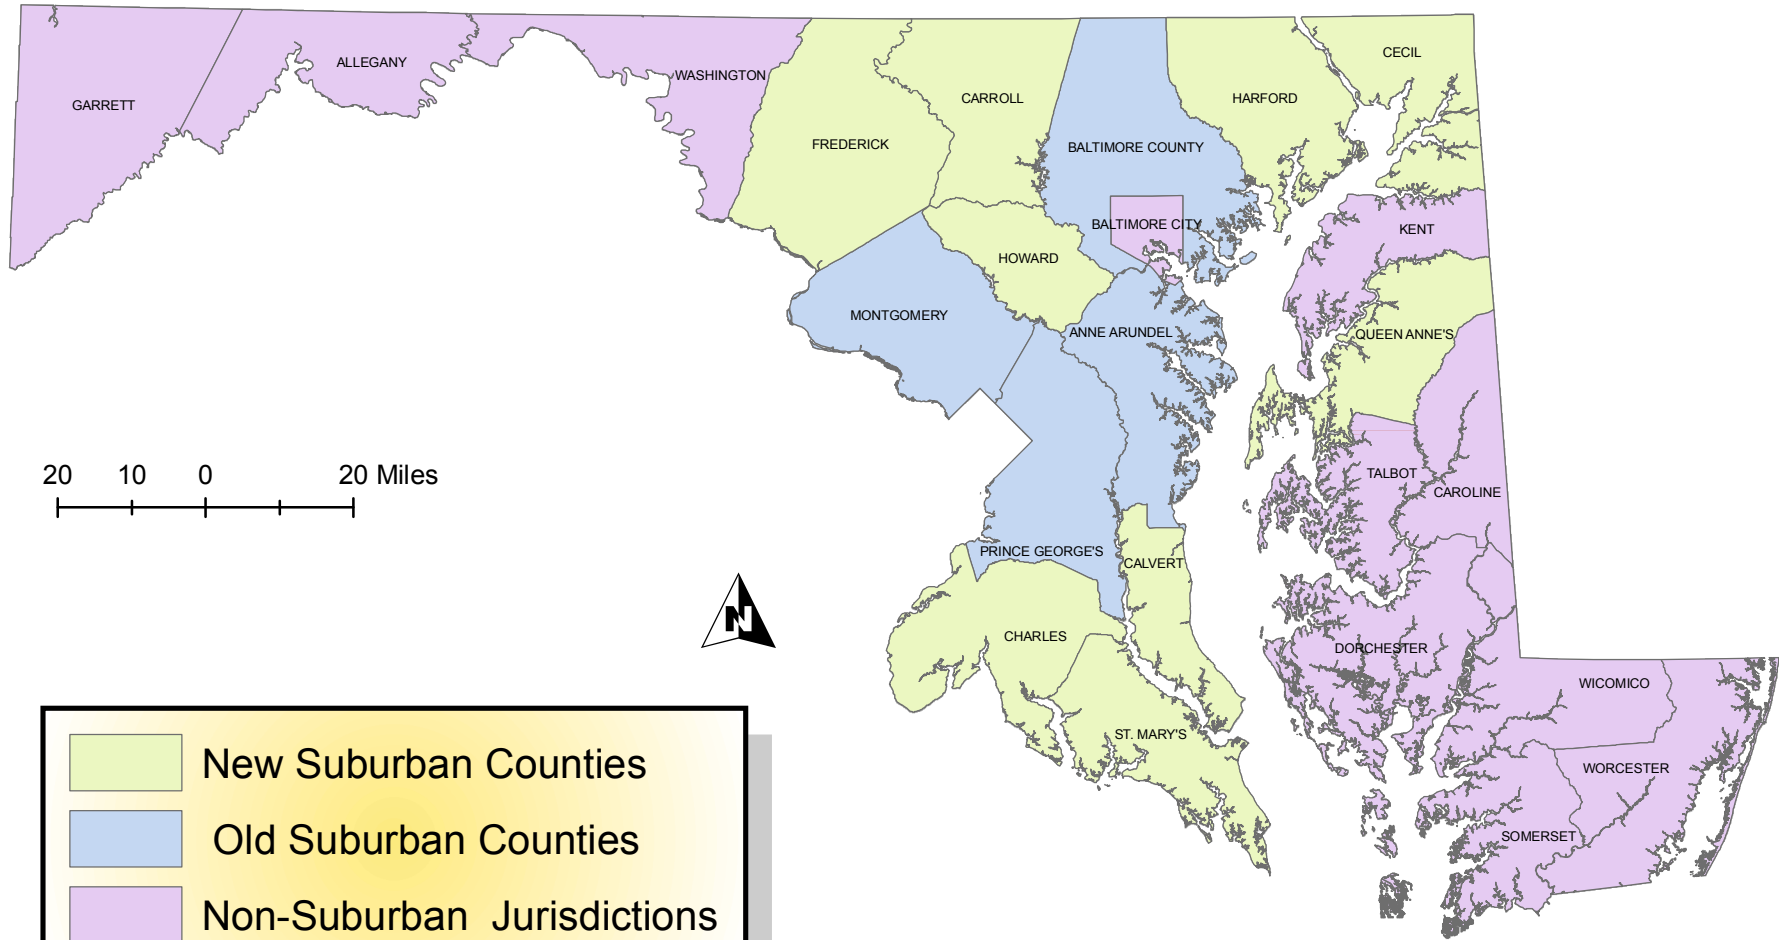 CECIL
ALLEGANY
WASHINGTON
GARRETT
CARROLL
HARFORD
FREDERICK
BALTIMORE COUNTY
BALTIMORE CITY
KENT
HOWARD
MONTGOMERY
ANNE ARUNDEL
QUEEN ANNE'S
20 10 0 20 Miles
TALBOT
CAROLINE
PRINCE GEORGE'S
CALVERT
N
CHARLES
DORCHESTER
WICOMICO
ST. MARY'S
WORCESTER
SOMERSET
New Suburban Counties
Old Suburban Counties
Non-Suburban Jurisdictions